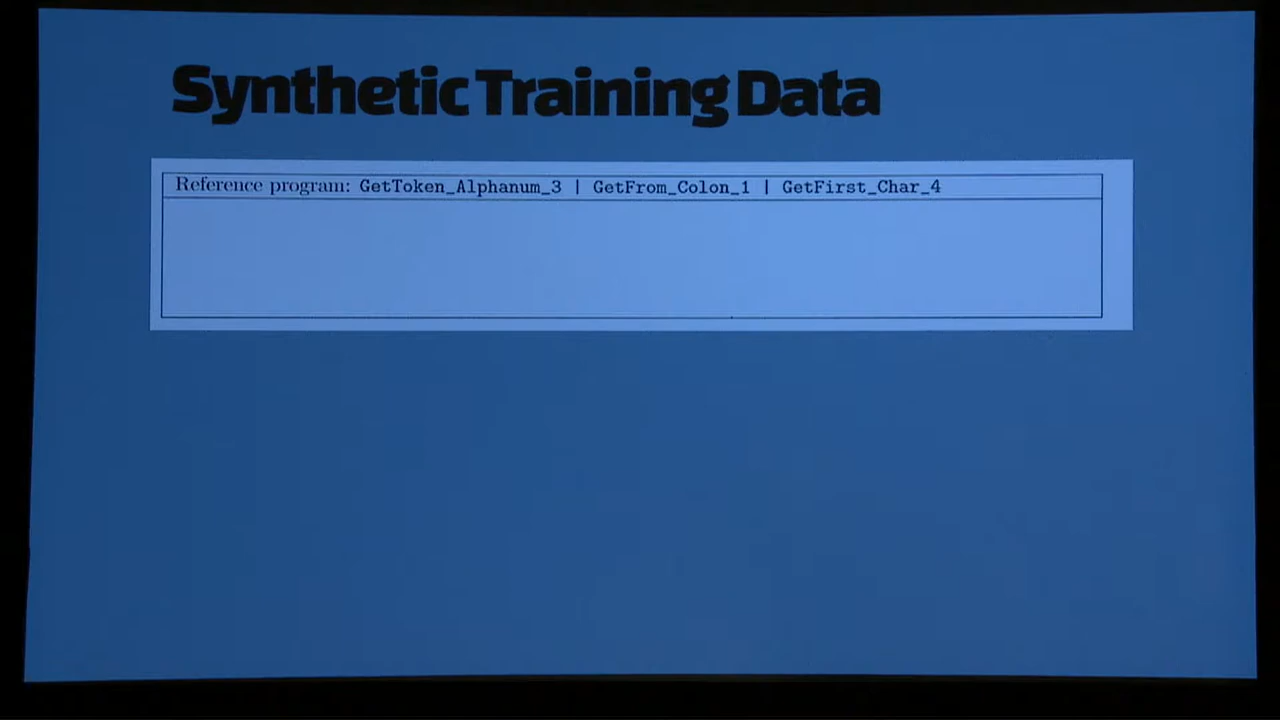 Synthetic Training Data
Reference program: GetToken_Alphanum_3 | GetFrom_Colon_1 | GetFirst_Char_4